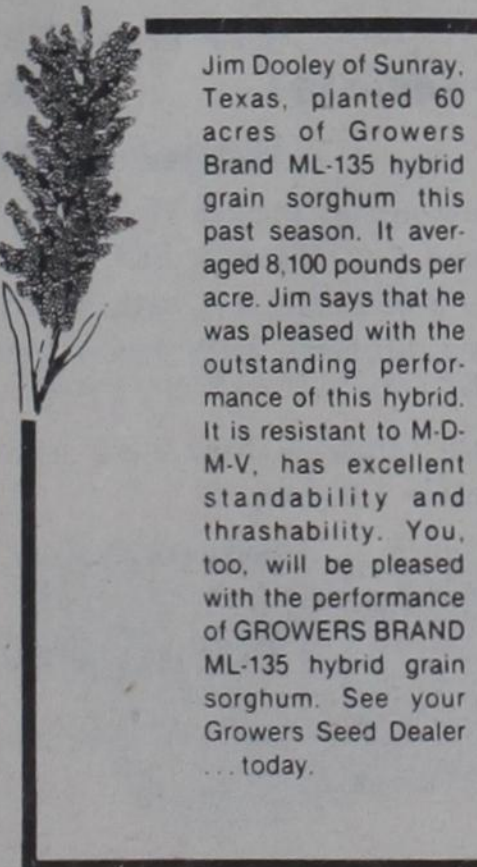 Jim Dooley of Sunray,
Texas, planted 60
acres of Growers
Brand ML-135 hybrid
grain sorghum this
past season. It aver-
aged 8,100 pounds per
acre. Jim says that he
was pleased with the
outstanding perfor-
mance of this hybrid.
It is resistant to M-D-
M-V, has excellent
standability and
thrashability. You,
too, will be pleased
with the performance
of GROWERS BRAND
ML-135 hybrid grain
sorghum. See your
Growers Seed Dealer
...today.